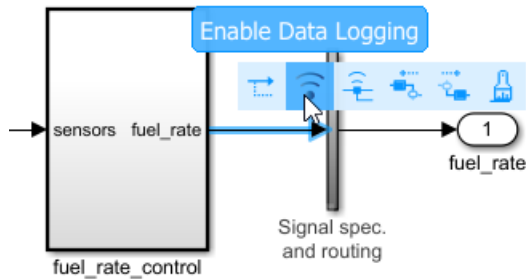 Enable Data Logging
sensors fuel_rate
1
fuel_rate
Signal spec.
and routing
fuel_rate_control